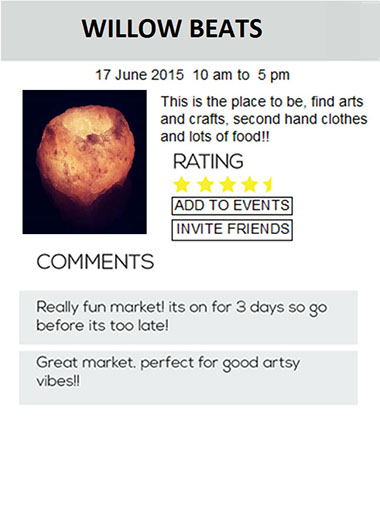 WILLOW BEATS
17 June 2015  10 am to  5 pm
This is the place to be, find arts
and crafts, second hand clothes
and lots of food!!
RATING
ADD TO EVENTS
INVITE FRIENDS
COMMENTS
Really fun market! its on for 3 days so go
before its too late!
Great market, perfect for good artsy
vibes!!